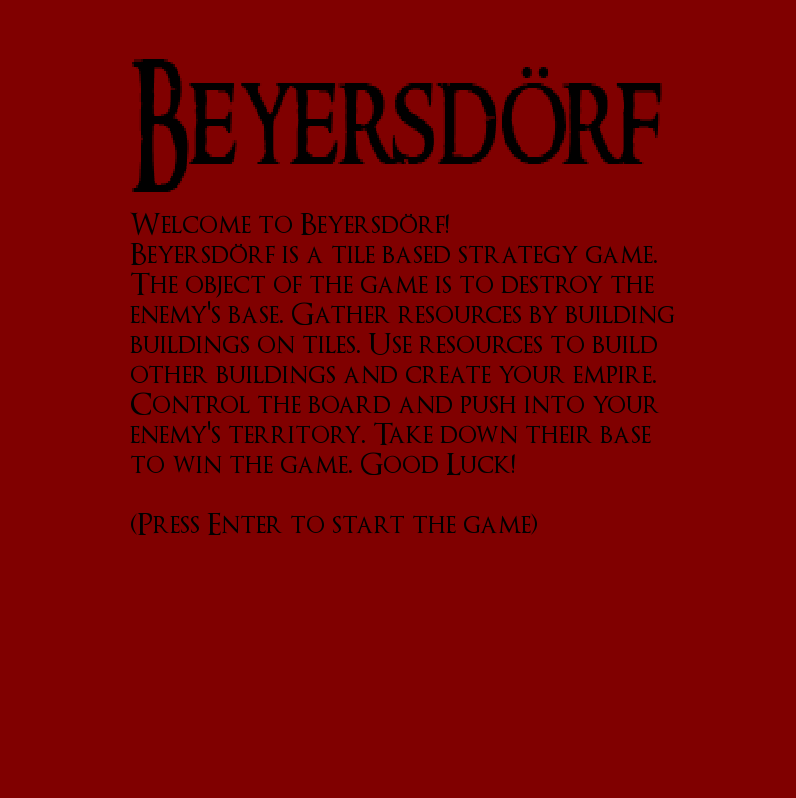 Beyersdörf
Welcome to Beyersdörf!
Beyersdörf is a tile based strategy game.
The object of the game is to destroy the
enemy's base. Gather resources by building
buildings on tiles. Use resources to build
other buildings and create your empire.
Control the board and push into your
enemy's territory. Take down their base
to win the game. Good Luck!
(Press Enter to start the game)